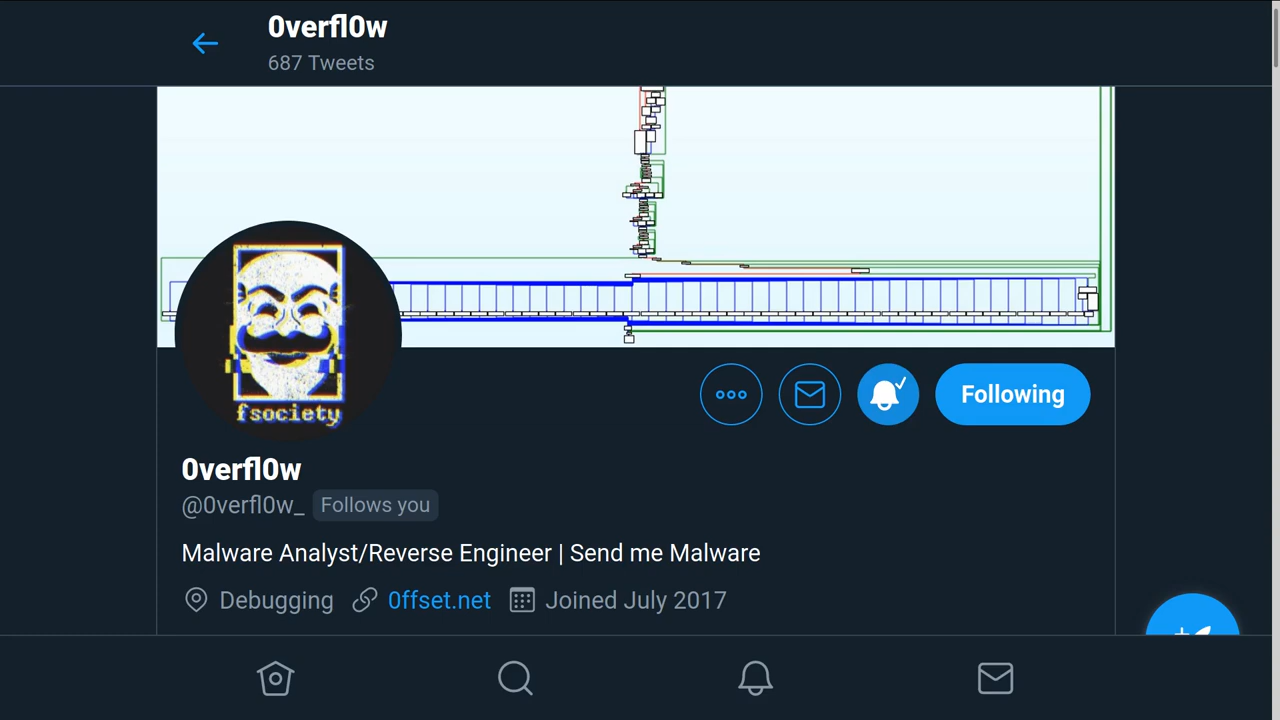 0verfl0w
687 Tweets
fsociety
Following
0verfl0w
@0verfl0w_ Follows you
Malware Analyst/Reverse Engineer | Send me Malware
Debugging 0ffset.net Joined July 2017